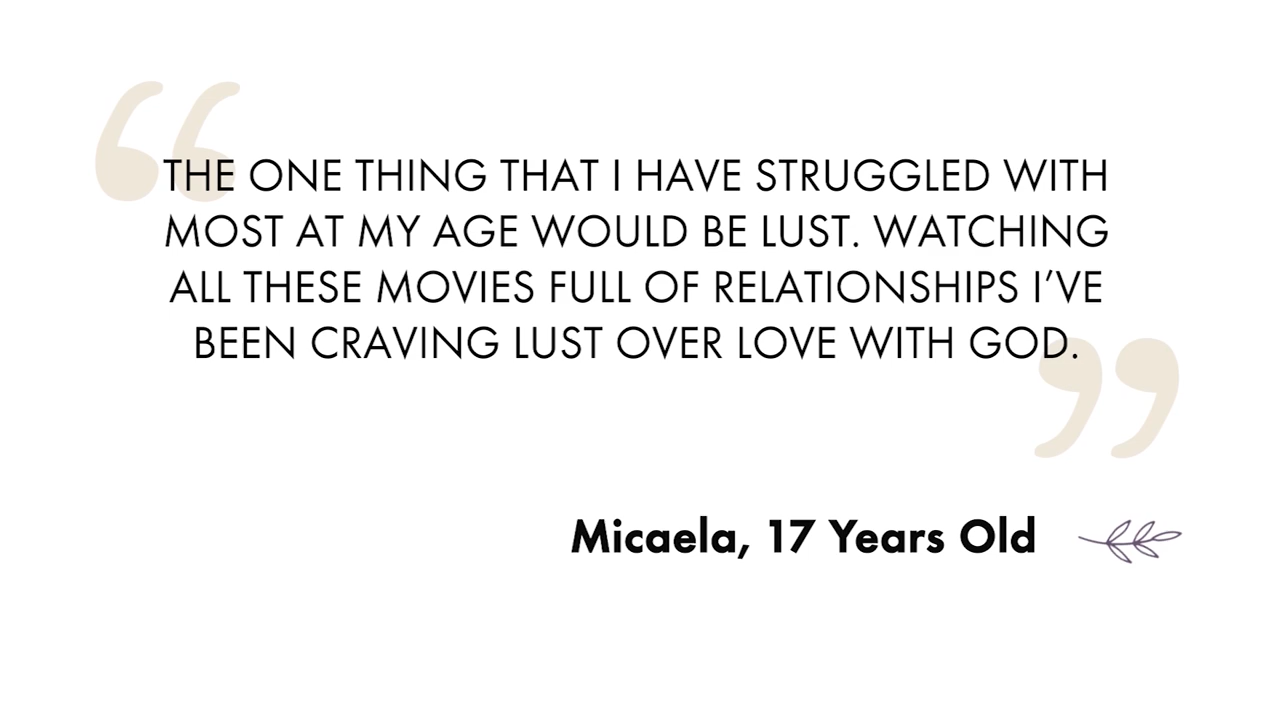 THE ONE THING THAT I HAVE STRUGGLED WITH
MOST AT MY AGE WOULD BE LUST. WATCHING
ALL THESE MOVIES FULL OF RELATIONSHIPS I’VE
BEEN CRAVING LUST OVER LOVE WITH GOD.
Micaela, 17 Years Old